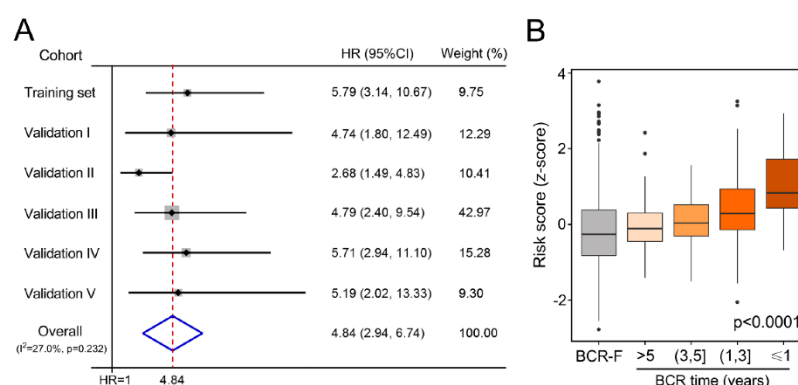 A
Cohort HR (95%CI) Weight (%)
Training set 5.79 (3.14, 10.67) 9.75
Validation I 4.74 (1.80, 12.49) 12.29
Validation II 2.68 (1.49, 4.83) 10.41
Validation III 4.79 (2.40, 9.54) 42.97
Validation IV 5.71 (2.94, 11.10) 15.28
Validation V 5.19 (2.02, 13.33) 9.30
Overall 4.84 (2.94, 6.74) 100.00
(I²=27.0%, p=0.232)
HR=1 4.84
B
Risk score (z-score)
4
2
0
-2
p<0.0001
BCR-F >5 (3,5] (1,3] ⩽1
BCR time (years)